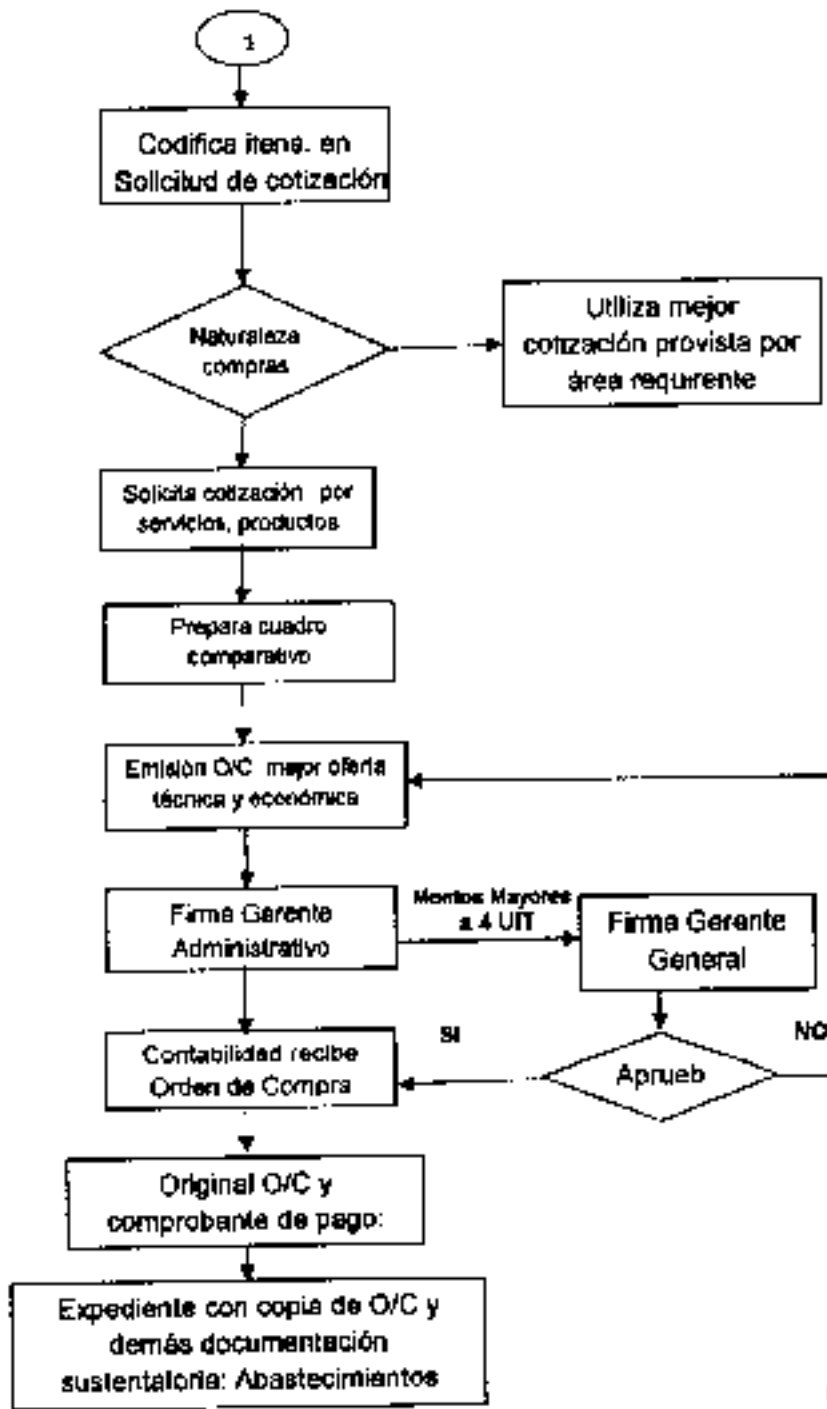 1
Codifica itens. en
Solicitud de cotización
Naturaleza
compras
Utiliza mejor
cotización provista por
área requirente
Solicita cotización por
servicios, productos
Prepara cuadro
comparativo
Emisión O/C mejor oferta
técnica y económica
Firma Gerente
Administrativo
Montos Mayores
a 4 UIT
Firma Gerente
General
Contabilidad recibe
Orden de Compra
SI
Aprueb
NO
Original O/C y
comprobante de pago:
Expediente con copia de O/C y
demás documentación
sustentatoria: Abastecimientos